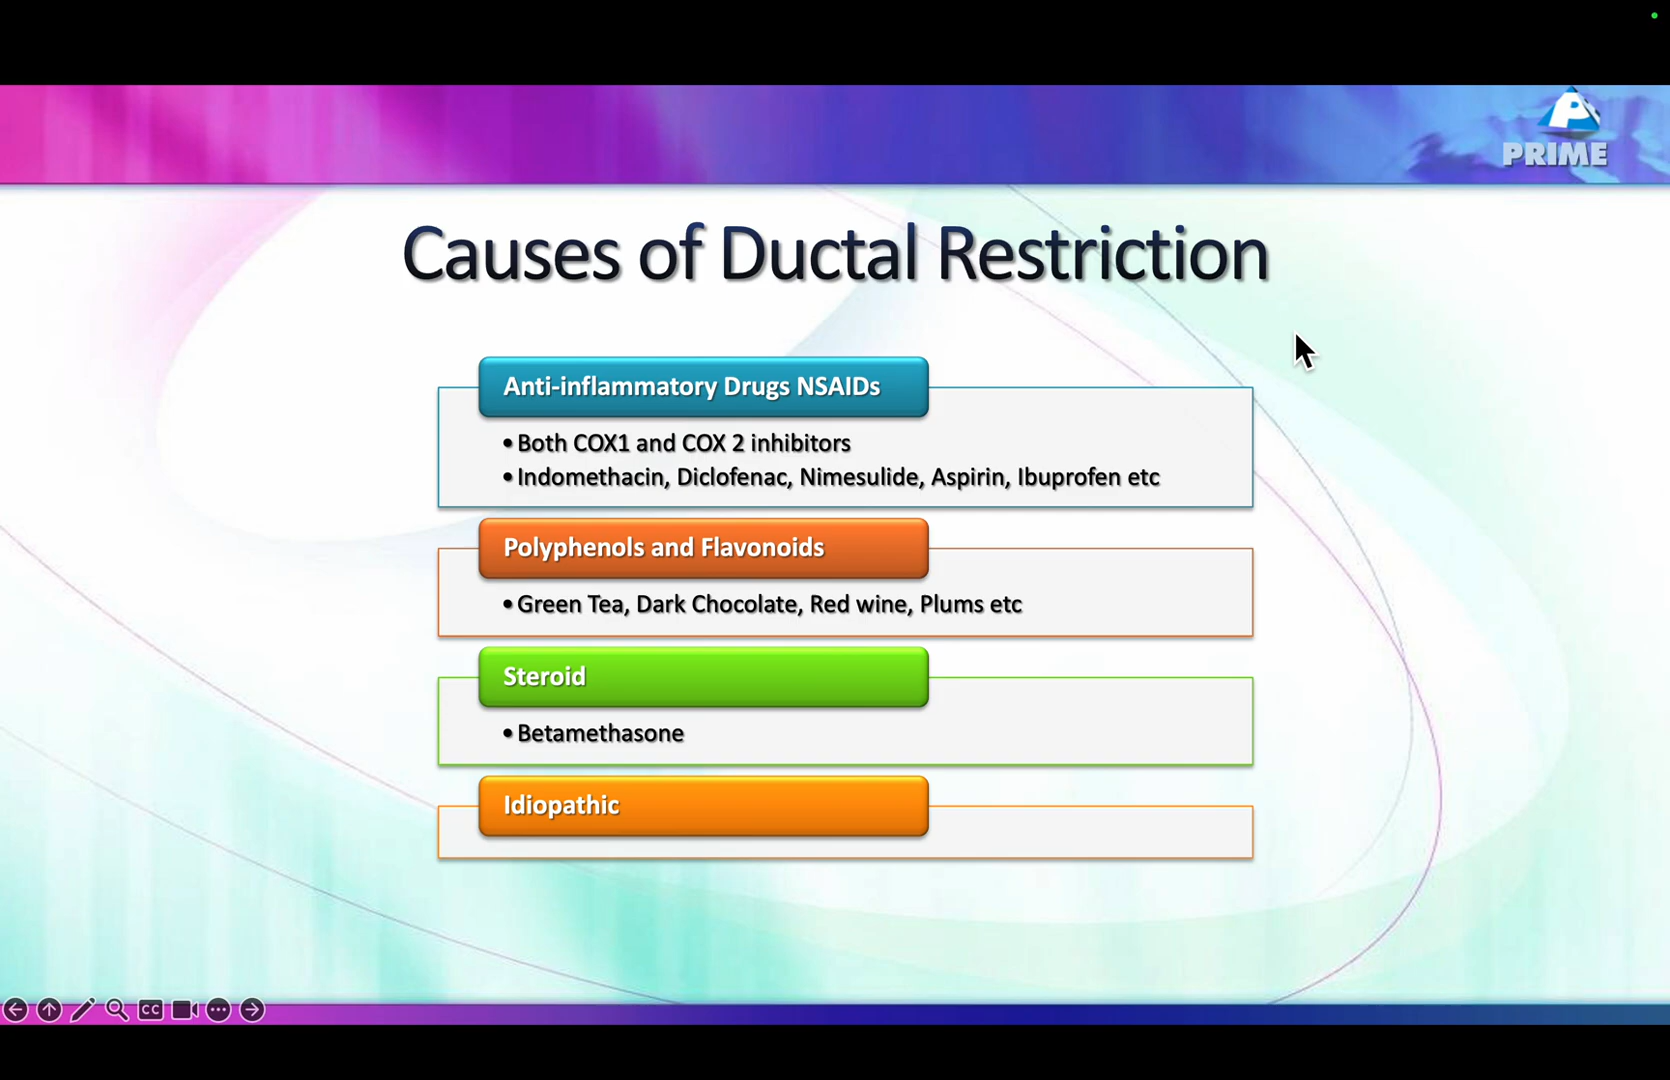 PRIME
Causes of Ductal Restriction
Anti-inflammatory Drugs NSAIDs
•Both COX1 and COX 2 inhibitors
•Indomethacin, Diclofenac, Nimesulide, Aspirin, Ibuprofen etc
Polyphenols and Flavonoids
•Green Tea, Dark Chocolate, Red wine, Plums etc
Steroid
•Betamethasone
Idiopathic
CC